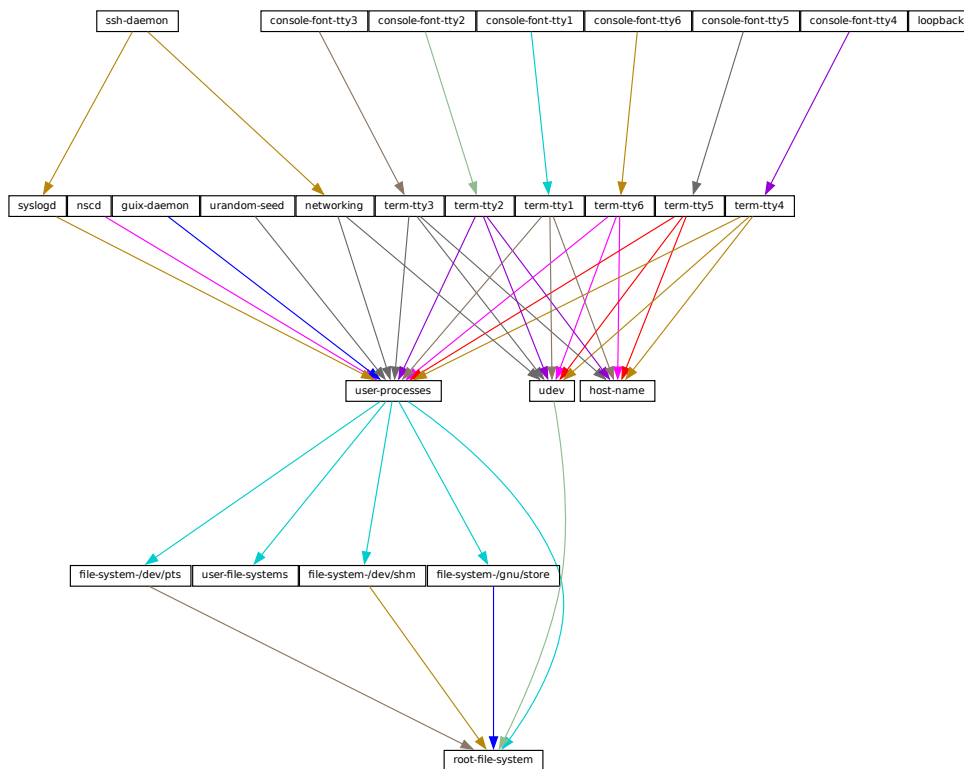 ssh-daemon
console-font-tty3
console-font-tty2
console-font-tty1
console-font-tty6
console-font-tty5
console-font-tty4
loopback
syslogd
nscd
guix-daemon
urandom-seed
networking
term-tty3
term-tty2
term-tty1
term-tty6
term-tty5
term-tty4
user-processes
udev
host-name
file-system-/dev/pts
user-file-systems
file-system-/dev/shm
file-system-/gnu/store
root-file-system